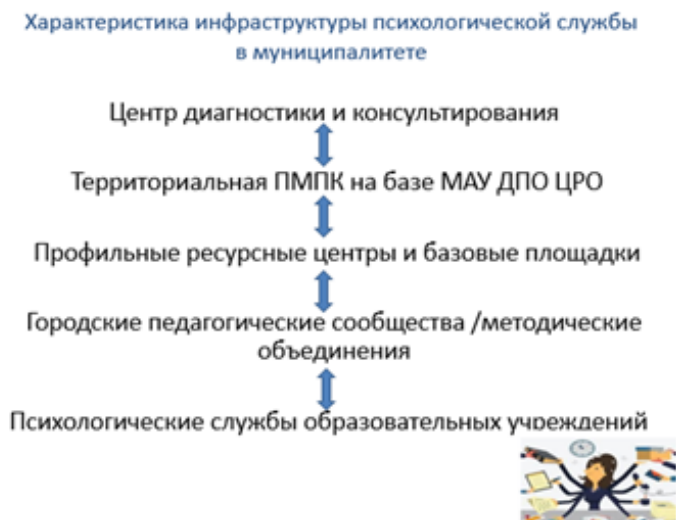 Характеристика инфраструктуры психологической службы
в муниципалитете
Центр диагностики и консультирования
Территориальная ПМПК на базе МАУ ДПО ЦРО
Профильные ресурсные центры и базовые площадки
Городские педагогические сообщества /методические
объединения
Психологические службы образовательных учреждений